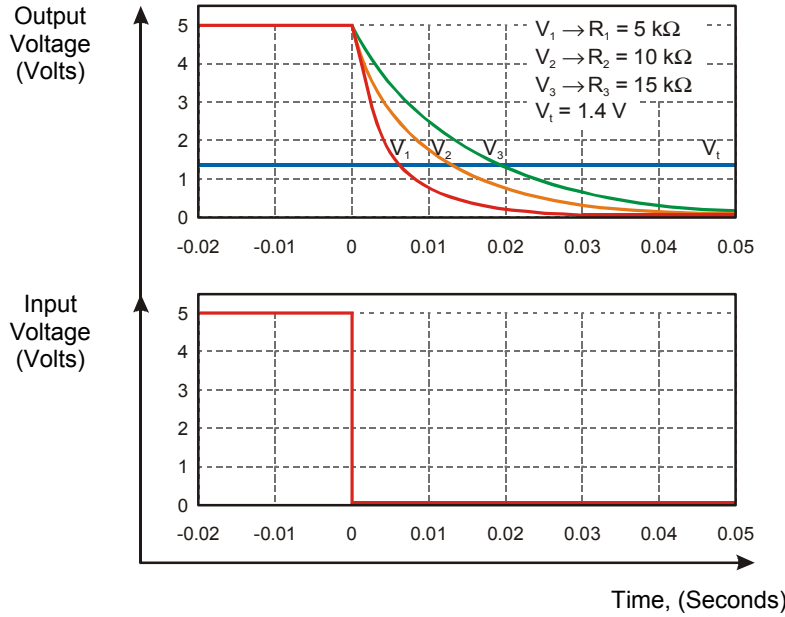 Output
Voltage
(Volts)
5
4
3
2
1
0
V₁ → R₁ = 5 kΩ
V₂ → R₂ = 10 kΩ
V₃ → R₃ = 15 kΩ
Vₜ = 1.4 V
V₁ V₂ V₃ Vₜ
-0.02 -0.01 0 0.01 0.02 0.03 0.04 0.05
Input
Voltage
(Volts)
5
4
3
2
1
0
-0.02 -0.01 0 0.01 0.02 0.03 0.04 0.05
Time, (Seconds)